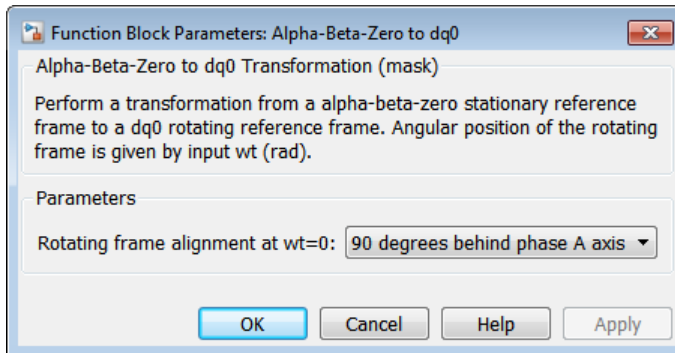 Function Block Parameters: Alpha-Beta-Zero to dq0
Alpha-Beta-Zero to dq0 Transformation (mask)
Perform a transformation from a alpha-beta-zero stationary reference
frame to a dq0 rotating reference frame. Angular position of the rotating
frame is given by input wt (rad).
Parameters
Rotating frame alignment at wt=0: 90 degrees behind phase A axis
OK Cancel Help Apply